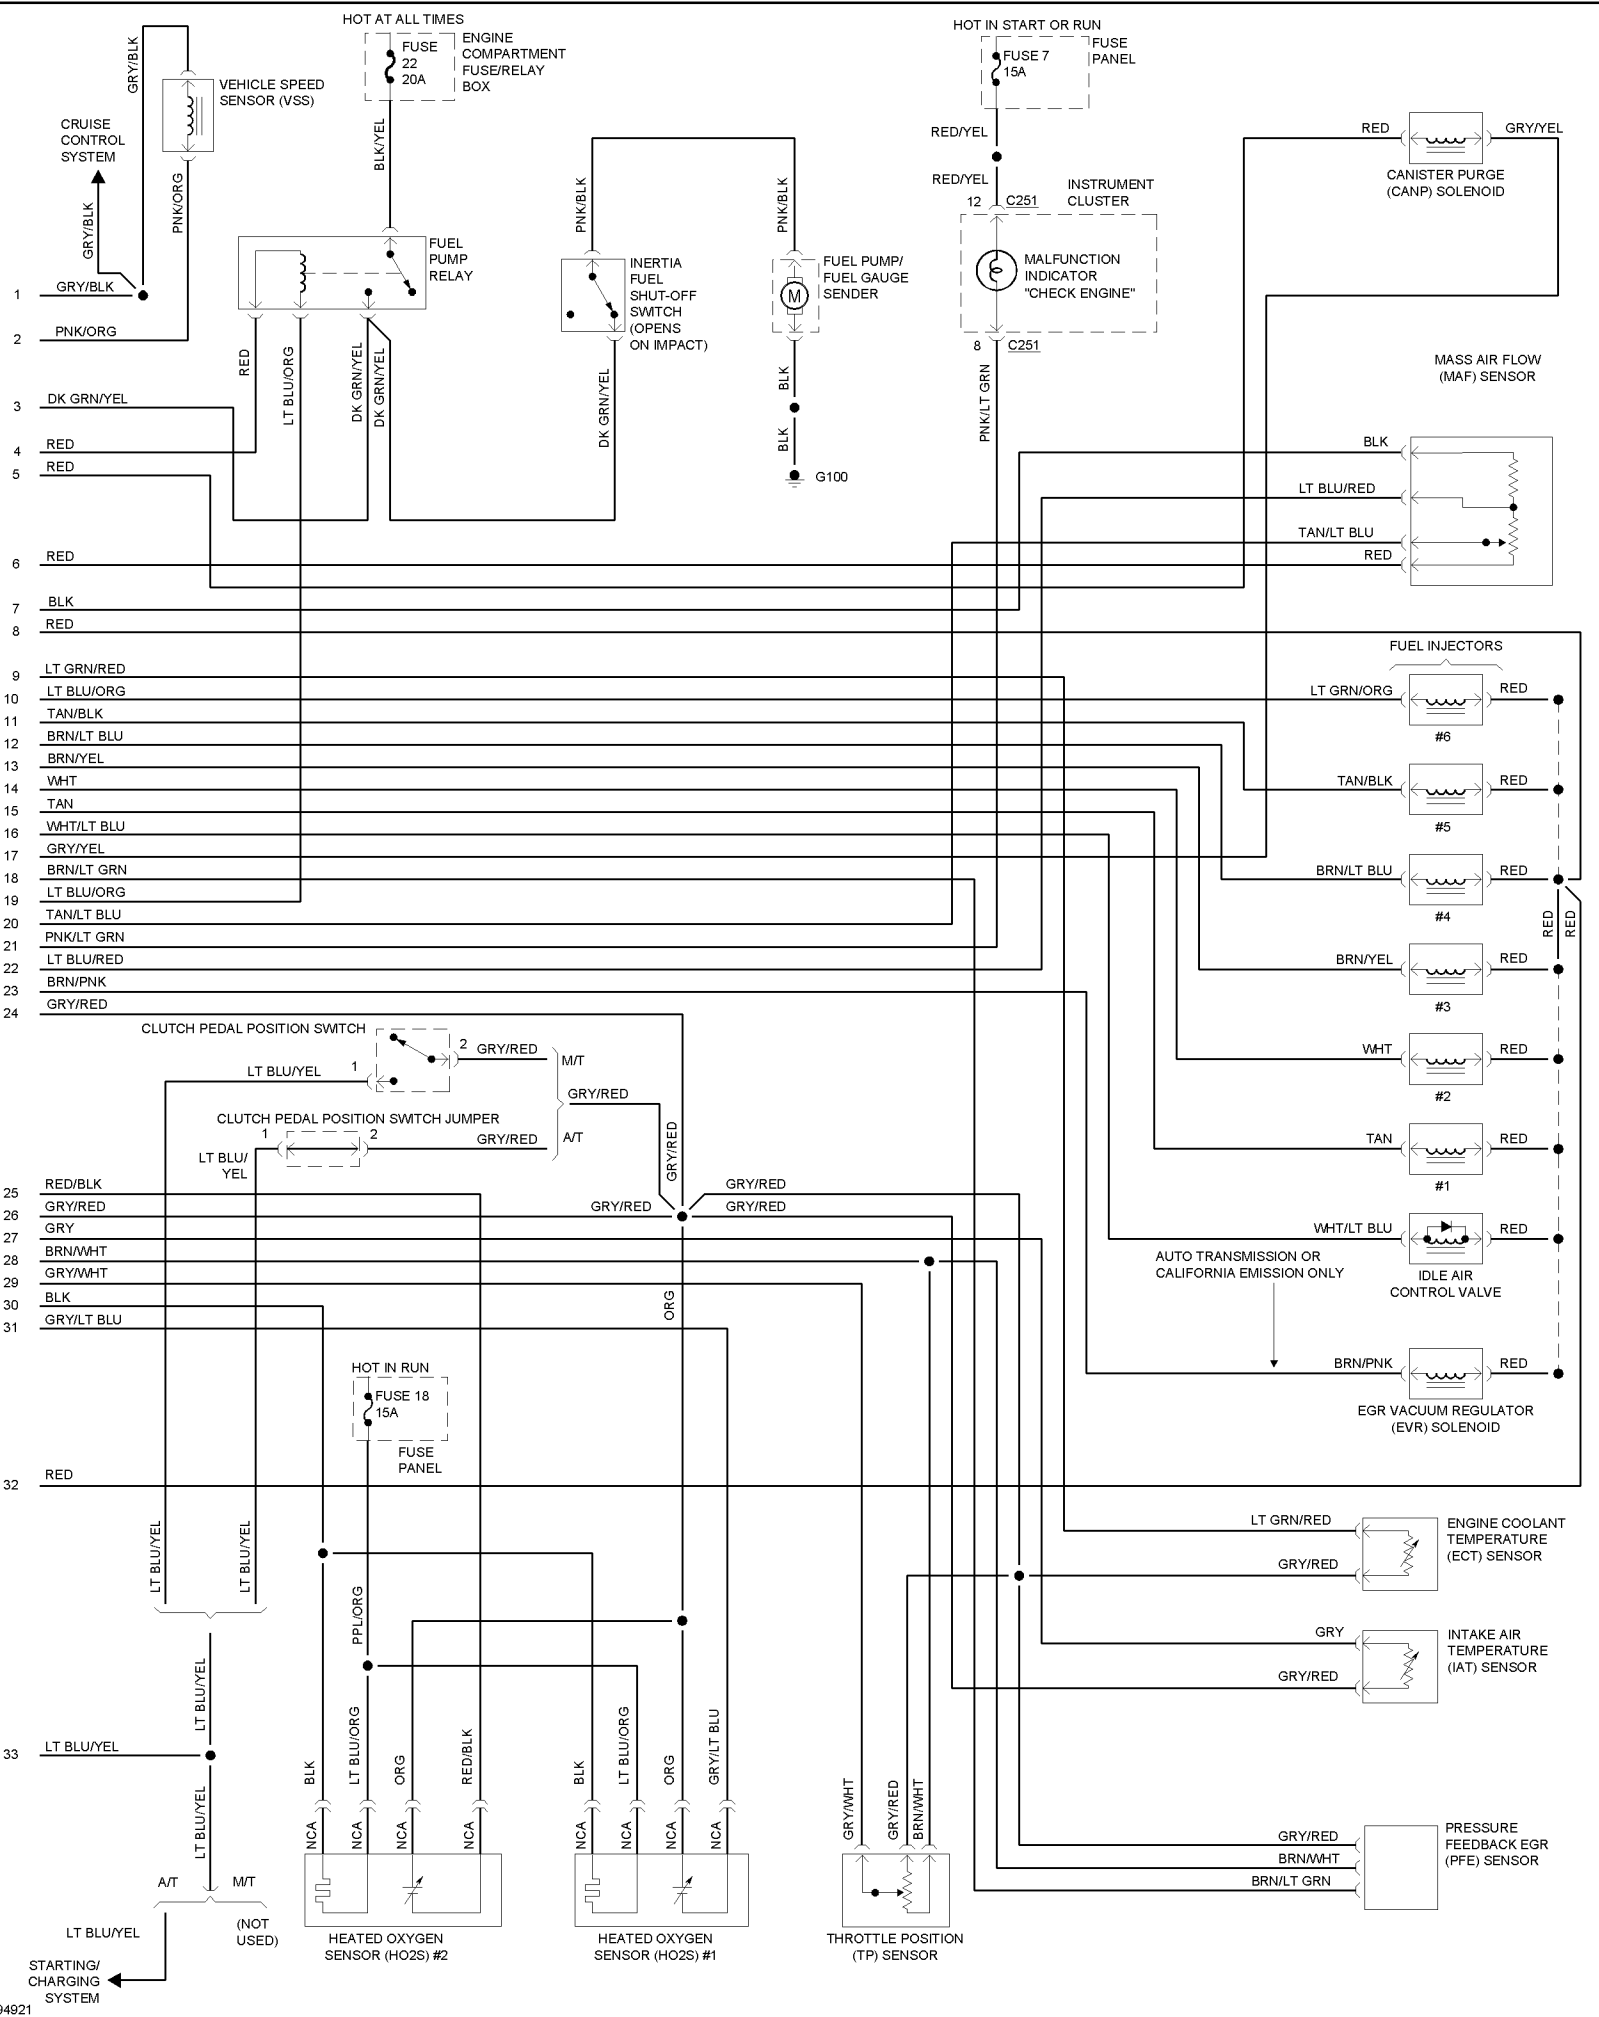 HOT AT ALL TIMES
FUSE
22
20A
ENGINE
COMPARTMENT
FUSE/RELAY
BOX
HOT IN START OR RUN
FUSE 7
15A
FUSE
PANEL
GRY/BLK
VEHICLE SPEED
SENSOR (VSS)
CRUISE
CONTROL
SYSTEM
GRY/BLK
PNK/ORG
BLK/YEL
PNK/BLK
PNK/BLK
RED/YEL
RED/YEL
12
C251
INSTRUMENT
CLUSTER
RED
GRY/YEL
CANISTER PURGE
(CANP) SOLENOID
FUEL
PUMP
RELAY
INERTIA
FUEL
SHUT-OFF
SWITCH
(OPENS
ON IMPACT)
FUEL PUMP/
FUEL GAUGE
SENDER
M
MALFUNCTION
INDICATOR
"CHECK ENGINE"
8
C251
1
GRY/BLK
2
PNK/ORG
RED
LT BLU/ORG
DK GRN/YEL
DK GRN/YEL
DK GRN/YEL
BLK
BLK
G100
PNK/LT GRN
MASS AIR FLOW
(MAF) SENSOR
3
DK GRN/YEL
4
RED
5
RED
BLK
LT BLU/RED
TAN/LT BLU
RED
6
RED
7
BLK
8
RED
FUEL INJECTORS
9
LT GRN/RED
10
LT BLU/ORG
LT GRN/ORG
RED
#6
11
TAN/BLK
12
BRN/LT BLU
13
BRN/YEL
14
WHT
TAN/BLK
RED
#5
15
TAN
16
WHT/LT BLU
17
GRY/YEL
18
BRN/LT GRN
BRN/LT BLU
RED
#4
19
LT BLU/ORG
20
TAN/LT BLU
RED
RED
21
PNK/LT GRN
22
LT BLU/RED
BRN/YEL
RED
#3
23
BRN/PNK
24
GRY/RED
CLUTCH PEDAL POSITION SWITCH
2
GRY/RED
M/T
LT BLU/YEL
1
WHT
RED
#2
GRY/RED
CLUTCH PEDAL POSITION SWITCH JUMPER
1
2
GRY/RED
A/T
LT BLU/
YEL
GRY/RED
TAN
RED
#1
25
RED/BLK
GRY/RED
26
GRY/RED
GRY/RED
GRY/RED
27
GRY
28
BRN/WHT
29
GRY/WHT
30
BLK
31
GRY/LT BLU
ORG
WHT/LT BLU
RED
IDLE AIR
CONTROL VALVE
AUTO TRANSMISSION OR
CALIFORNIA EMISSION ONLY
HOT IN RUN
FUSE 18
15A
FUSE
PANEL
BRN/PNK
RED
EGR VACUUM REGULATOR
(EVR) SOLENOID
32
RED
LT BLU/YEL
LT BLU/YEL
LT GRN/RED
GRY/RED
ENGINE COOLANT
TEMPERATURE
(ECT) SENSOR
PPL/ORG
GRY
GRY/RED
INTAKE AIR
TEMPERATURE
(IAT) SENSOR
LT BLU/YEL
33
LT BLU/YEL
LT BLU/YEL
BLK
LT BLU/ORG
ORG
RED/BLK
BLK
LT BLU/ORG
ORG
GRY/LT BLU
GRY/WHT
GRY/RED
BRN/WHT
NCA
NCA
NCA
NCA
NCA
NCA
NCA
NCA
GRY/RED
BRN/WHT
BRN/LT GRN
PRESSURE
FEEDBACK EGR
(PFE) SENSOR
A/T
M/T
(NOT
USED)
LT BLU/YEL
STARTING/
CHARGING
SYSTEM
HEATED OXYGEN
SENSOR (HO2S) #2
HEATED OXYGEN
SENSOR (HO2S) #1
THROTTLE POSITION
(TP) SENSOR
94921